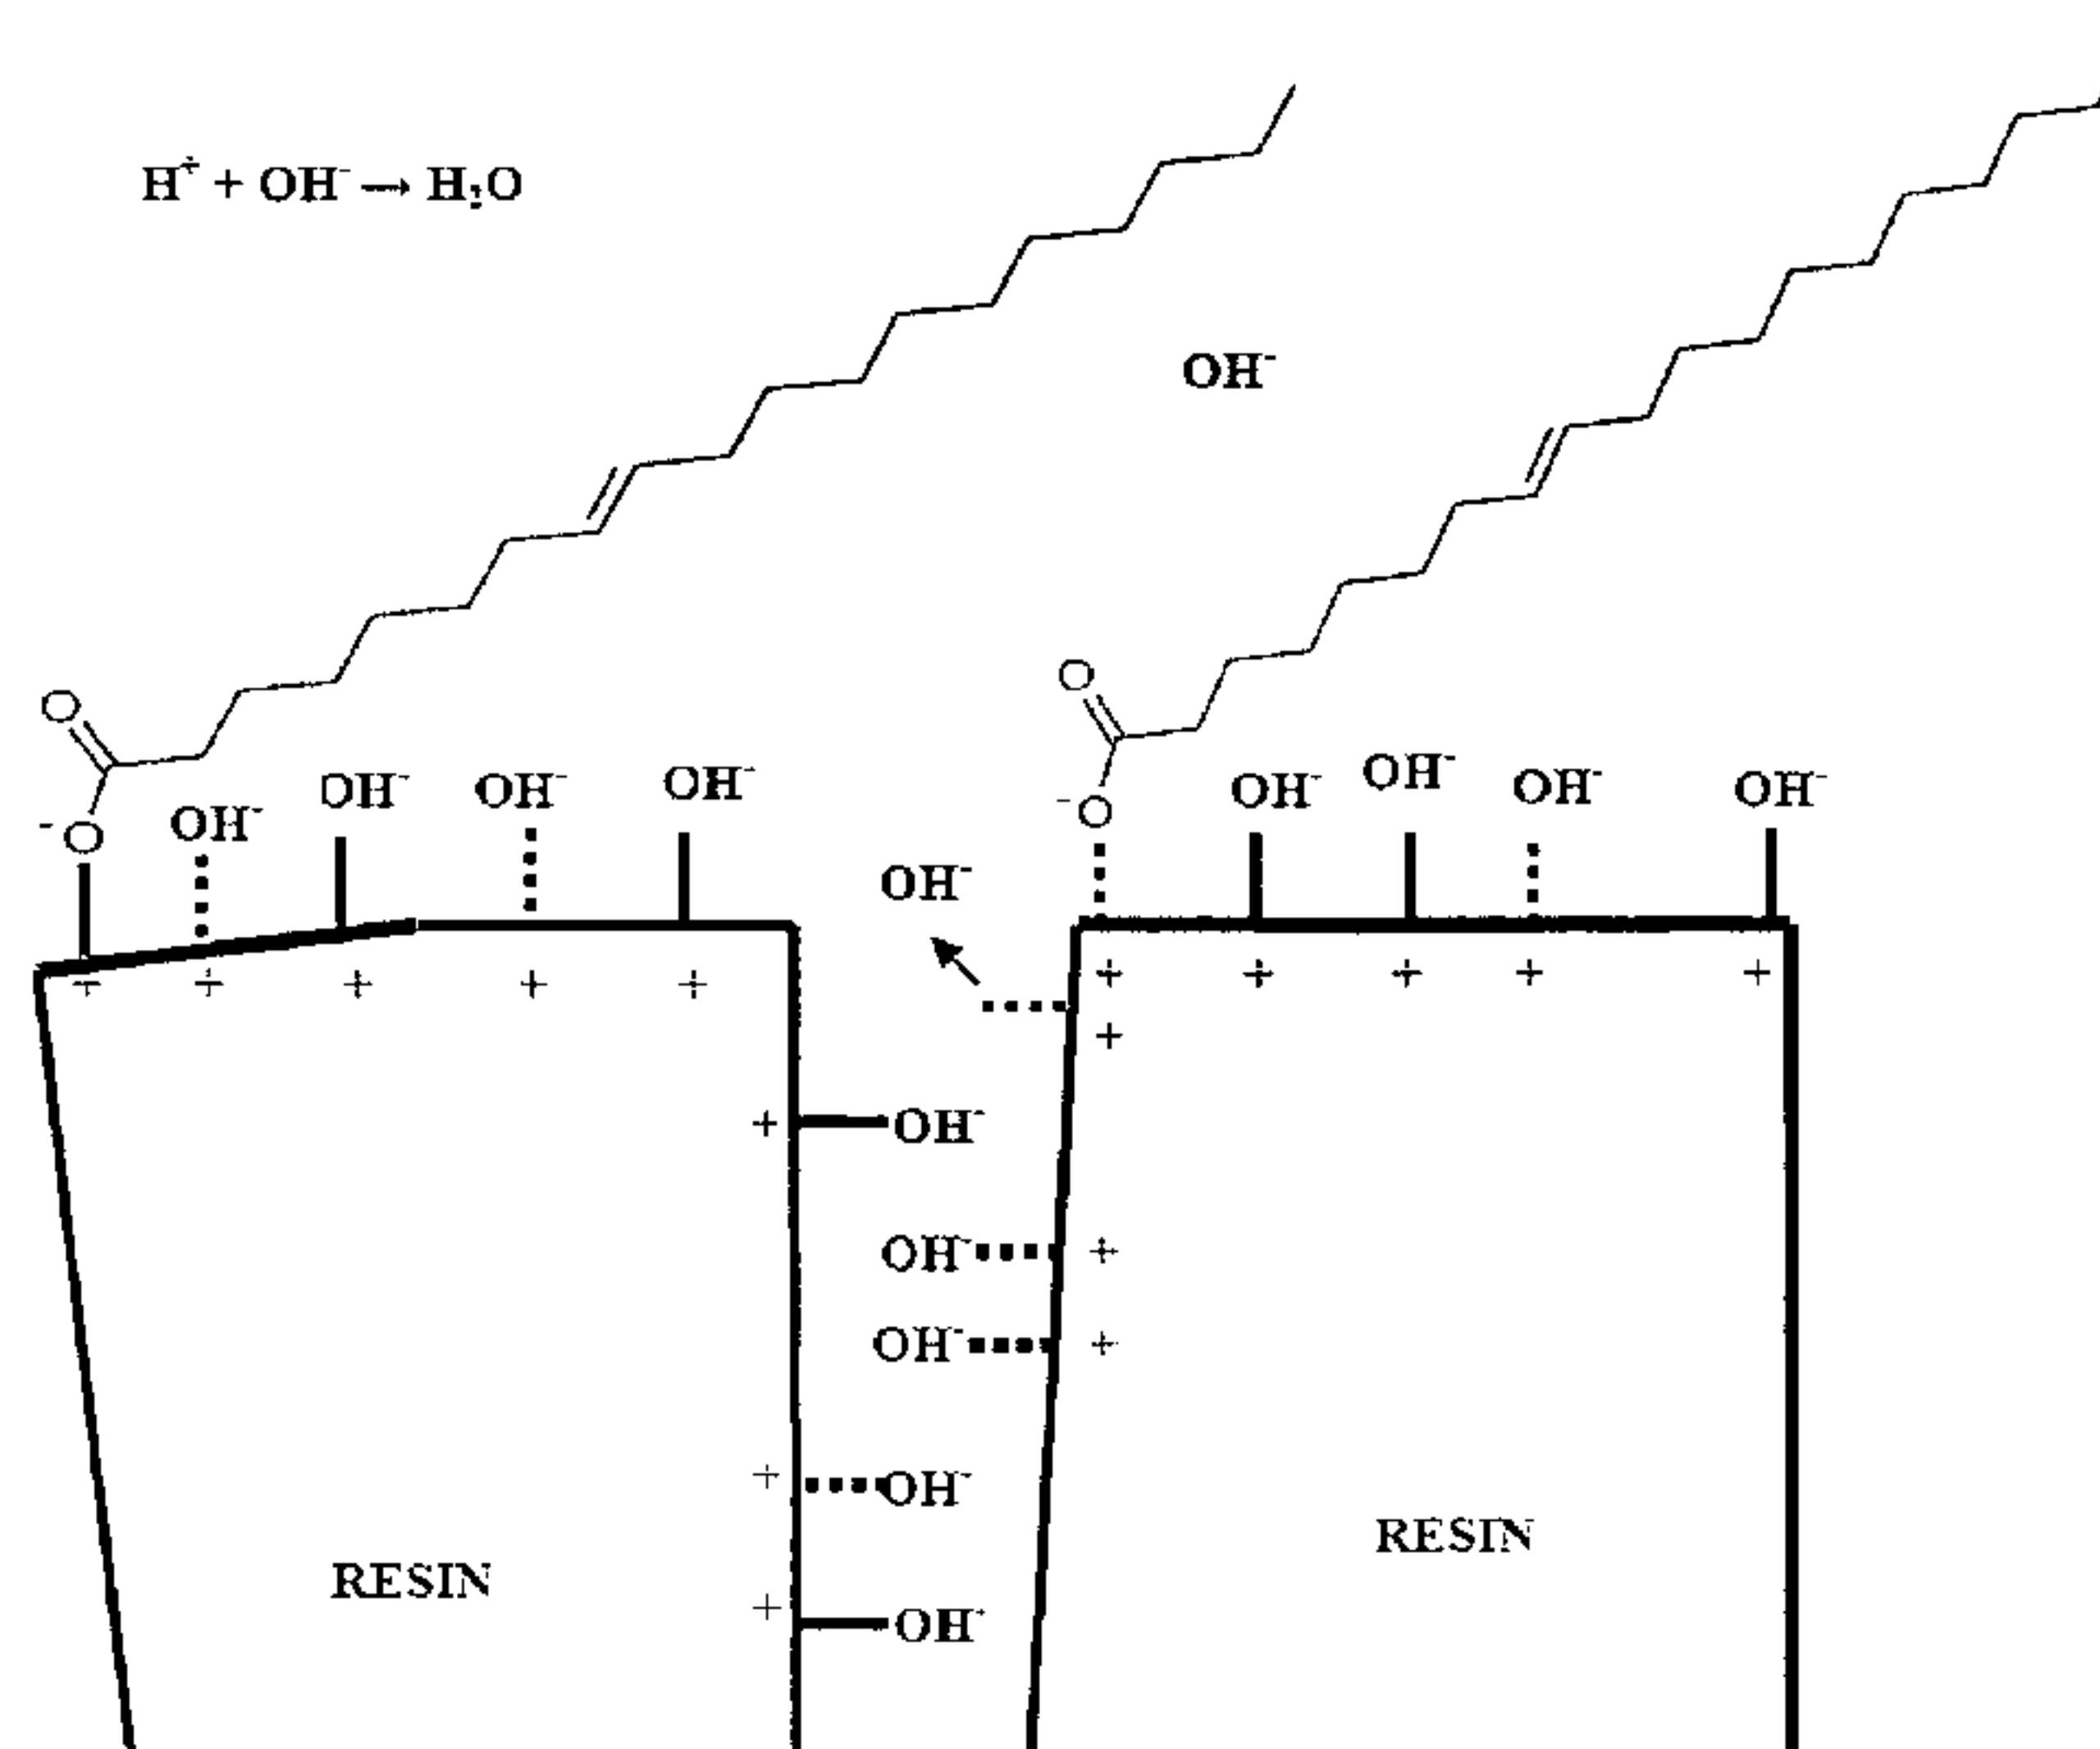 H⁺ + OH⁻ → H₂O
OH⁻
O
O
OH⁻
OH⁻
OH⁻
OH⁻
⁻O
OH⁻
OH⁻
OH⁻
OH⁻
⁻O
OH⁻
OH⁻
+ + + + +
+ + + + +
+
+ OH⁻
OH⁻ +
OH⁻ +
+ OH⁻
RESIN
RESIN
+ OH⁻